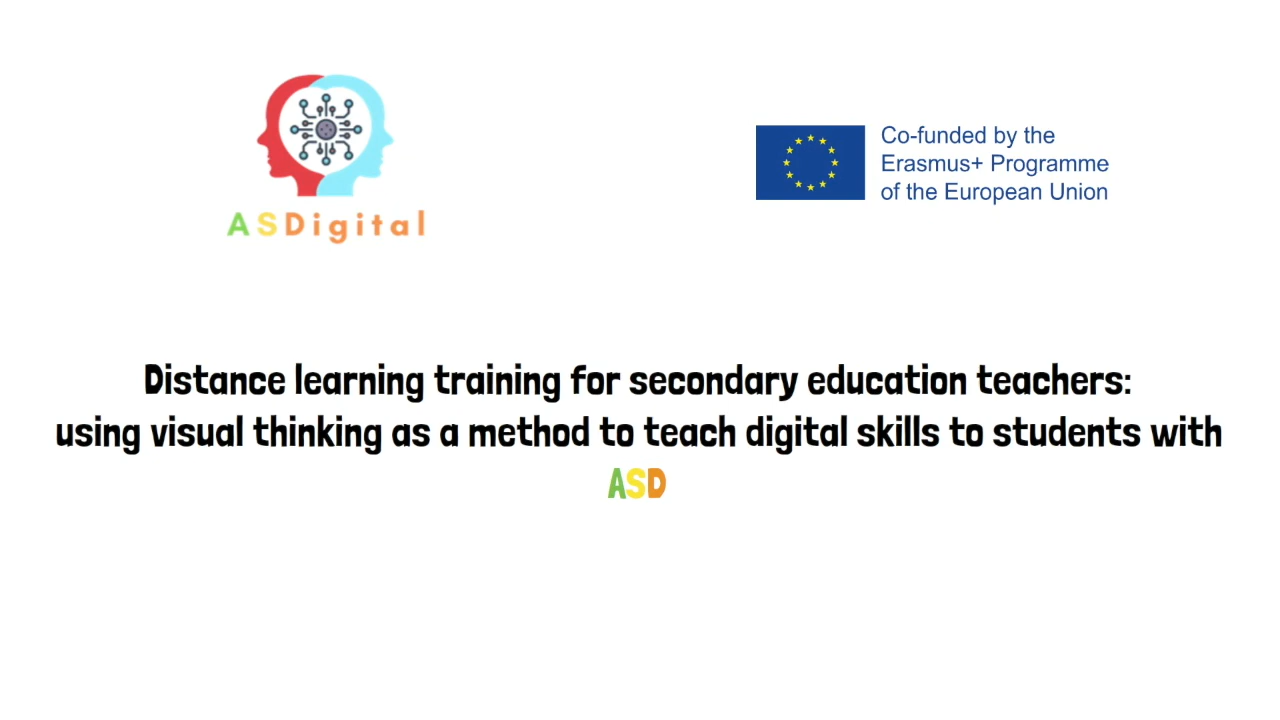 ASDigital
Co-funded by the
Erasmus+ Programme
of the European Union
Distance learning training for secondary education teachers:
using visual thinking as a method to teach digital skills to students with
ASD